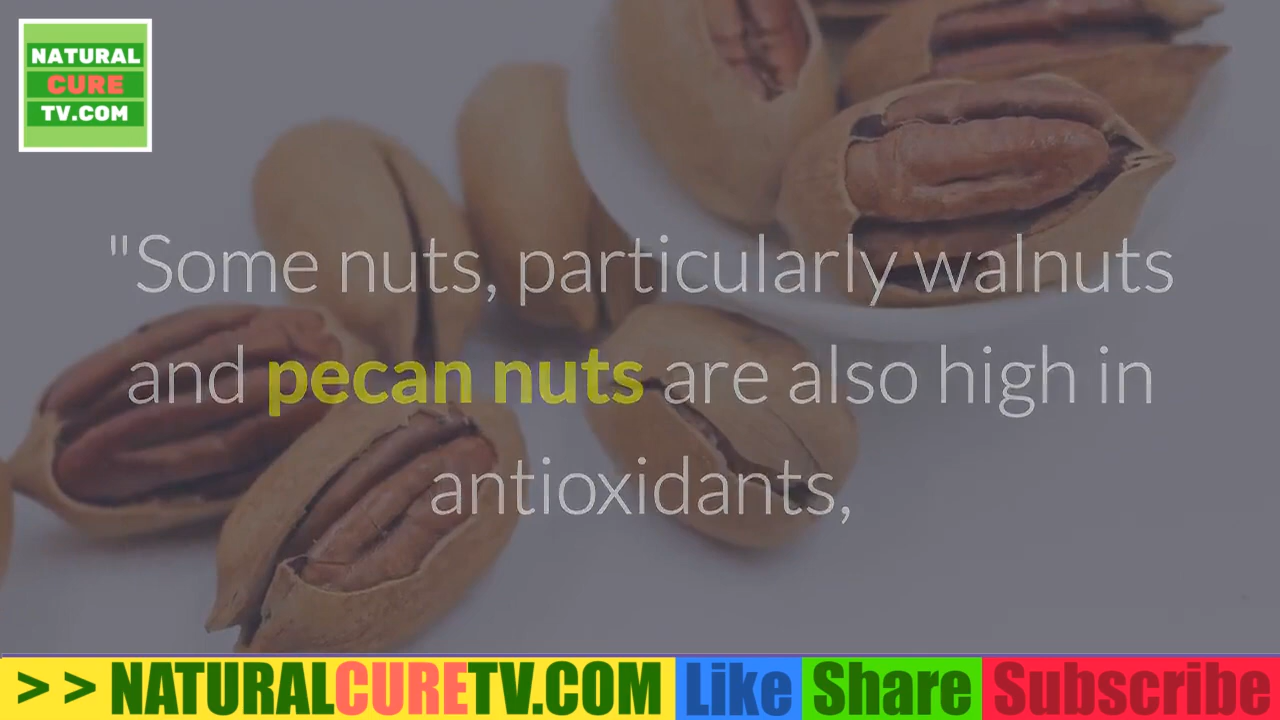 NATURAL
CURE
TV.COM
"Some nuts, particularly walnuts
and pecan nuts are also high in
antioxidants,
> > NATURALCURETV.COM Like Share Subscribe